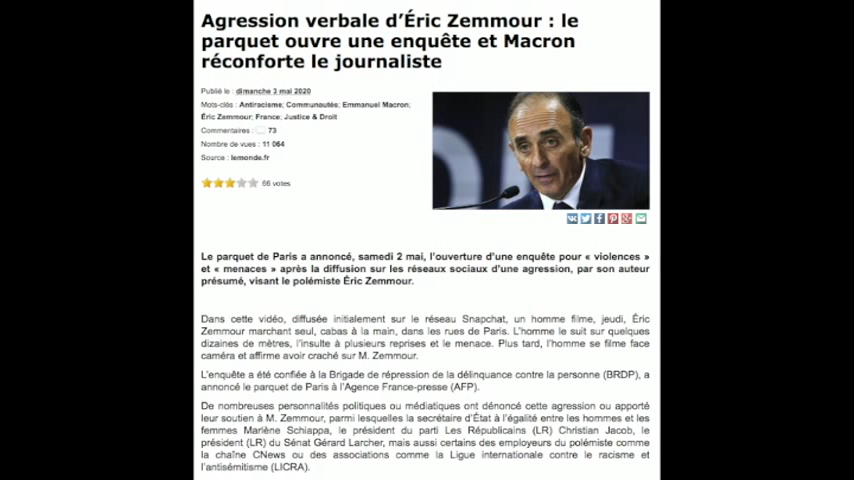 Agression verbale d’Éric Zemmour : le
parquet ouvre une enquête et Macron
réconforte le journaliste
Publié le : dimanche 3 mai 2020
Mots-clés : Antiracisme; Communautés; Emmanuel Macron;
Éric Zemmour; France; Justice & Droit
Commentaires : 73
Nombre de vues : 11 064
Source : lemonde.fr
66 votes
Le parquet de Paris a annoncé, samedi 2 mai, l’ouverture d’une enquête pour « violences »
et « menaces » après la diffusion sur les réseaux sociaux d’une agression, par son auteur
présumé, visant le polémiste Éric Zemmour.
Dans cette vidéo, diffusée initialement sur le réseau Snapchat, un homme filme, jeudi, Éric
Zemmour marchant seul, cabas à la main, dans les rues de Paris. L’homme le suit sur quelques
dizaines de mètres, l’insulte à plusieurs reprises et le menace. Plus tard, l’homme se filme face
caméra et affirme avoir craché sur M. Zemmour.
L’enquête a été confiée à la Brigade de répression de la délinquance contre la personne (BRDP), a
annoncé le parquet de Paris à l’Agence France-presse (AFP).
De nombreuses personnalités politiques ou médiatiques ont dénoncé cette agression ou apporté
leur soutien à M. Zemmour, parmi lesquelles la secrétaire d’État à l’égalité entre les hommes et les
femmes Marlène Schiappa, le président du parti Les Républicains (LR) Christian Jacob, le
président (LR) du Sénat Gérard Larcher, mais aussi certains des employeurs du polémiste comme
la chaîne CNews ou des associations comme la Ligue internationale contre le racisme et
l’antisémitisme (LICRA).